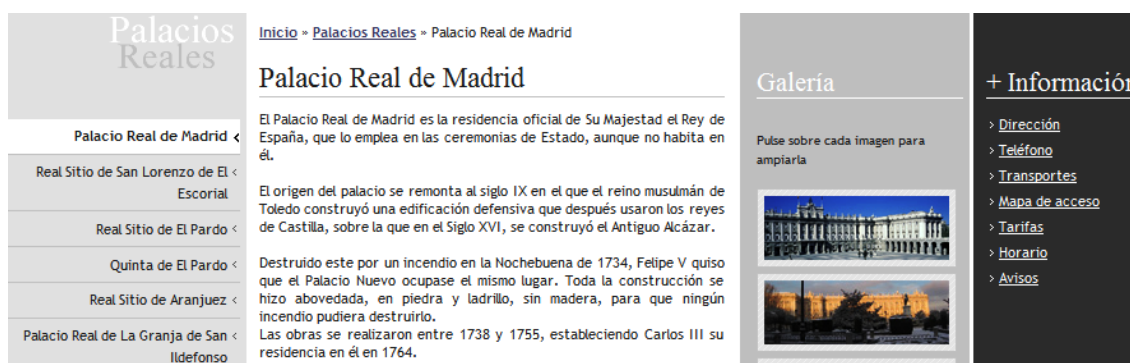 Palacios
Reales
Palacio Real de Madrid ‹
Real Sitio de San Lorenzo de El ‹
Escorial
Real Sitio de El Pardo ‹
Quinta de El Pardo ‹
Real Sitio de Aranjuez ‹
Palacio Real de La Granja de San ‹
Ildefonso
Inicio » Palacios Reales » Palacio Real de Madrid
Palacio Real de Madrid
El Palacio Real de Madrid es la residencia oficial de Su Majestad el Rey de
España, que lo emplea en las ceremonias de Estado, aunque no habita en
él.
El origen del palacio se remonta al siglo IX en el que el reino musulmán de
Toledo construyó una edificación defensiva que después usaron los reyes
de Castilla, sobre la que en el Siglo XVI, se construyó el Antiguo Alcázar.
Destruido este por un incendio en la Nochebuena de 1734, Felipe V quiso
que el Palacio Nuevo ocupase el mismo lugar. Toda la construcción se
hizo abovedada, en piedra y ladrillo, sin madera, para que ningún
incendio pudiera destruirlo.
Las obras se realizaron entre 1738 y 1755, estableciendo Carlos III su
residencia en él en 1764.
Galería
Pulse sobre cada imagen para
ampiarla
+ Información
› Dirección
› Teléfono
› Transportes
› Mapa de acceso
› Tarifas
› Horario
› Avisos